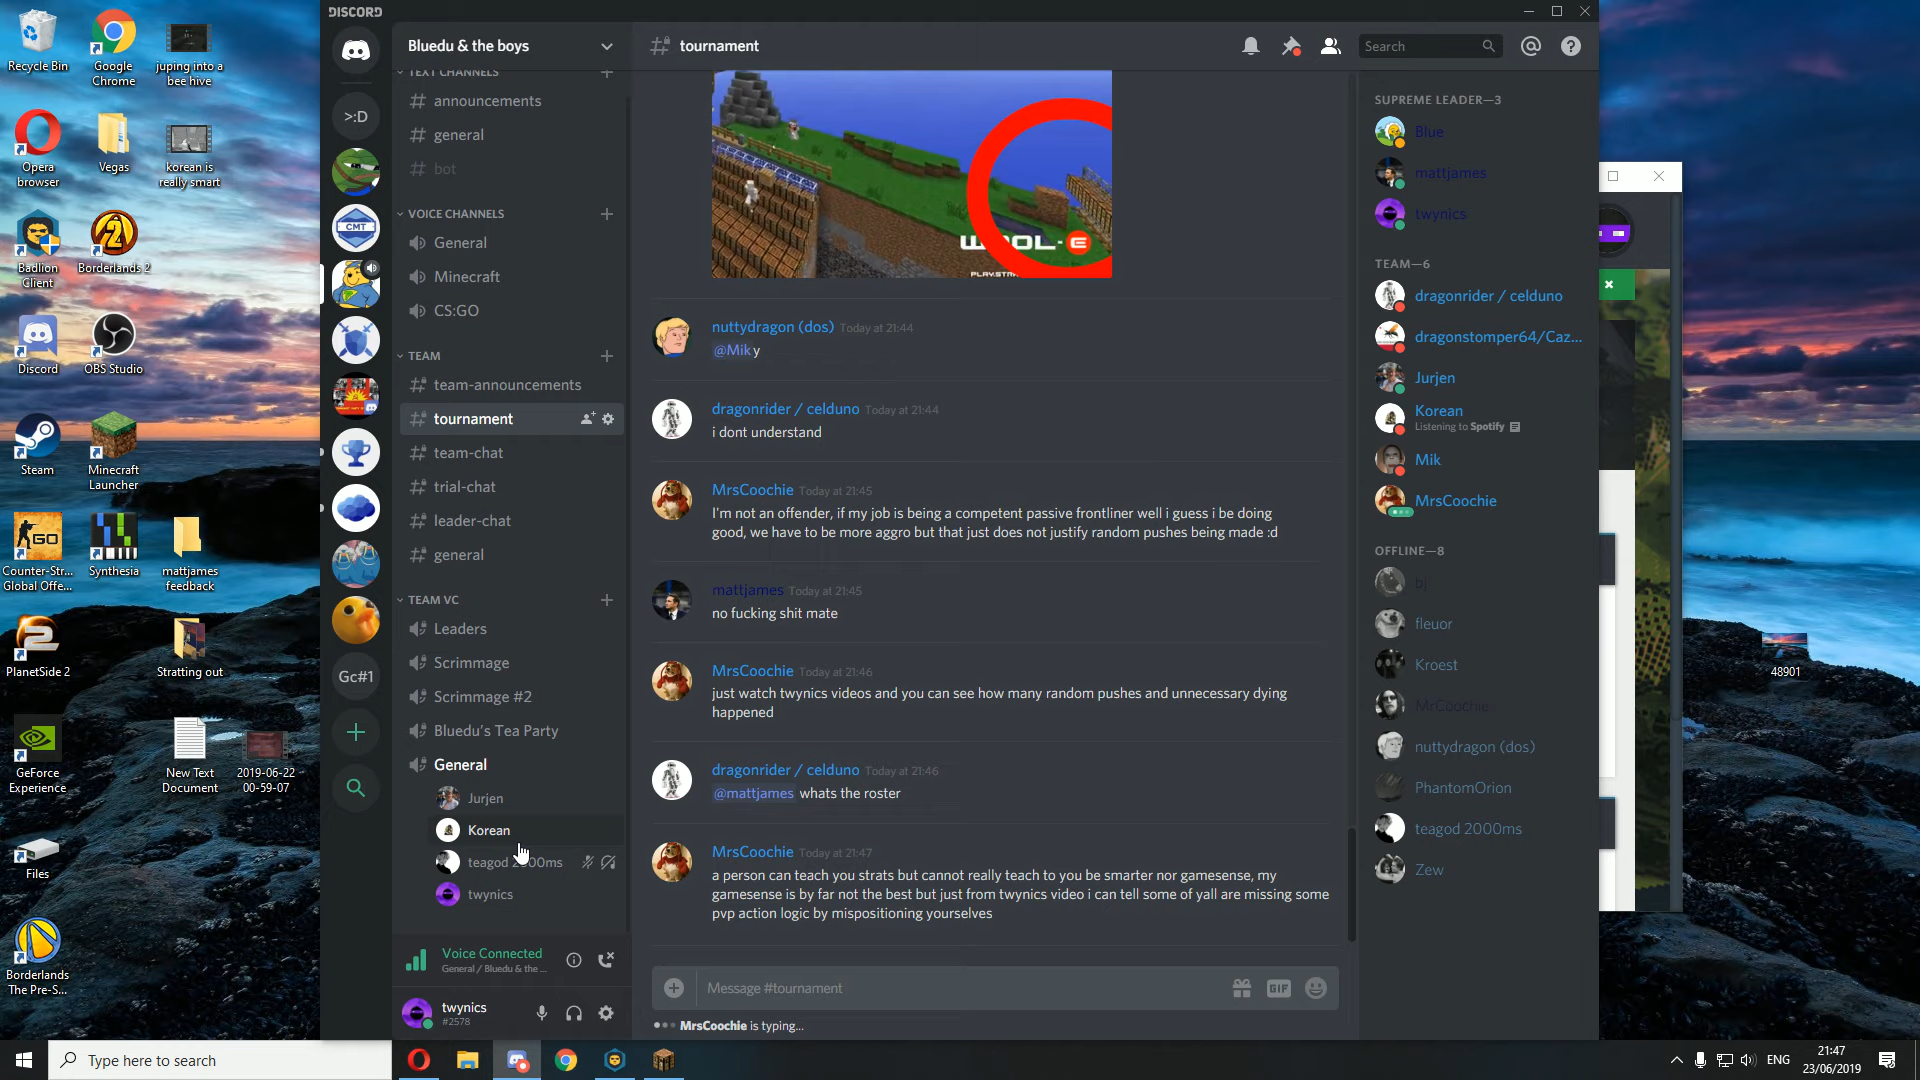 Recycle Bin
Google
Chrome
juping into a
bee hive
Opera
browser
Vegas
korean is
really smart
Badlion
Client
Borderlands 2
Discord
OBS Studio
Steam
Minecraft
Launcher
Counter-Str...
Global Offe...
Synthesia
mattjames
feedback
PlanetSide 2
Stratting out
GeForce
Experience
New Text
Document
2019-06-22
00-59-07
Files
Borderlands
The Pre-S...
DISCORD
>:D
CMT
Gc#1
Bluedu & the boys
TEXT CHANNELS
announcements
general
bot
VOICE CHANNELS
General
Minecraft
CS:GO
TEAM
team-announcements
tournament
team-chat
trial-chat
leader-chat
general
TEAM VC
Leaders
Scrimmage
Scrimmage #2
Bluedu's Tea Party
General
Jurjen
Korean
teagod 2000ms
twynics
Voice Connected
General / Bluedu & the ...
twynics
#2578
tournament
Search
WOOL-E
nuttydragon (dos) Today at 21:44
@Mik y
dragonrider / celduno Today at 21:44
i dont understand
MrsCoochie Today at 21:45
I'm not an offender, if my job is being a competent passive frontliner well i guess i be doing
good, we have to be more aggro but that just does not justify random pushes being made :d
mattjames Today at 21:45
no fucking shit mate
MrsCoochie Today at 21:46
just watch twynics videos and you can see how many random pushes and unnecessary dying
happened
dragonrider / celduno Today at 21:46
@mattjames whats the roster
MrsCoochie Today at 21:47
a person can teach you strats but cannot really teach to you be smarter nor gamesense, my
gamesense is by far not the best but just from twynics video i can tell some of yall are missing some
pvp action logic by mispositioning yourselves
Message #tournament
GIF
MrsCoochie is typing...
SUPREME LEADER—3
Blue
mattjames
twynics
TEAM—6
dragonrider / celduno
dragonstomper64/Caz...
Jurjen
Korean
Listening to Spotify
Mik
MrsCoochie
OFFLINE—8
bj
fleuor
Kroest
MrCoochie
nuttydragon (dos)
PhantomOrion
teagod 2000ms
Zew
48901
Type here to search
ENG
21:47
23/06/2019